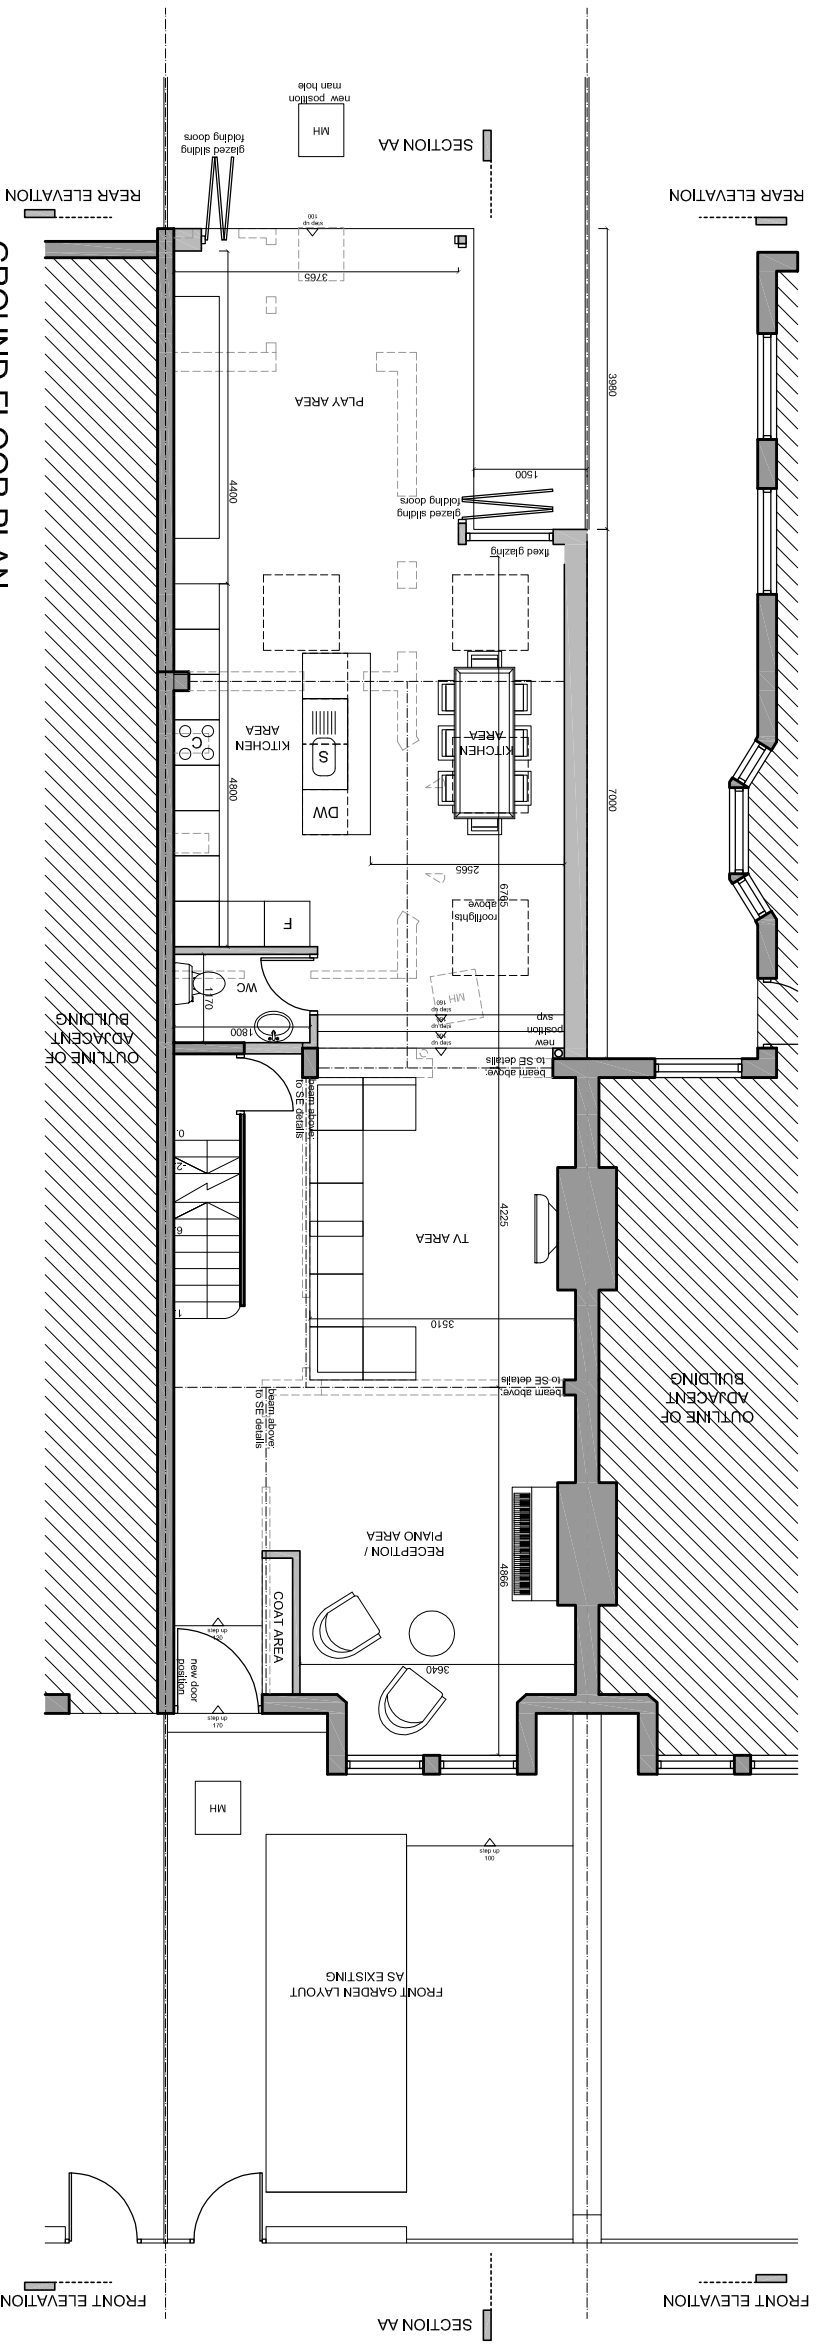 new position
man hole
MH
SECTION AA
glazed sliding
folding doors
REAR ELEVATION
REAR ELEVATION
GROUND FLOOR PLAN
step up
100
3765
3980
PLAY AREA
1500
4400
glazed sliding
folding doors
fixed glazing
KITCHEN
AREA
KITCHEN
AREA
C
S
DW
4800
7000
2565
6765
rooflights
above
F
WC
1170
1800
MH
step up
160
step up
step up
new
position
svp
OUTLINE OF
ADJACENT
BUILDING
beam above:
to SE details
beam above:
to SE details
TV AREA
4225
3510
beam above:
to SE details
beam above:
to SE details
OUTLINE OF
ADJACENT
BUILDING
RECEPTION /
PIANO AREA
4866
COAT AREA
step up
120
new door
position
3640
step up
170
MH
step up
100
FRONT GARDEN LAYOUT
AS EXISTING
FRONT ELEVATION
FRONT ELEVATION
SECTION AA